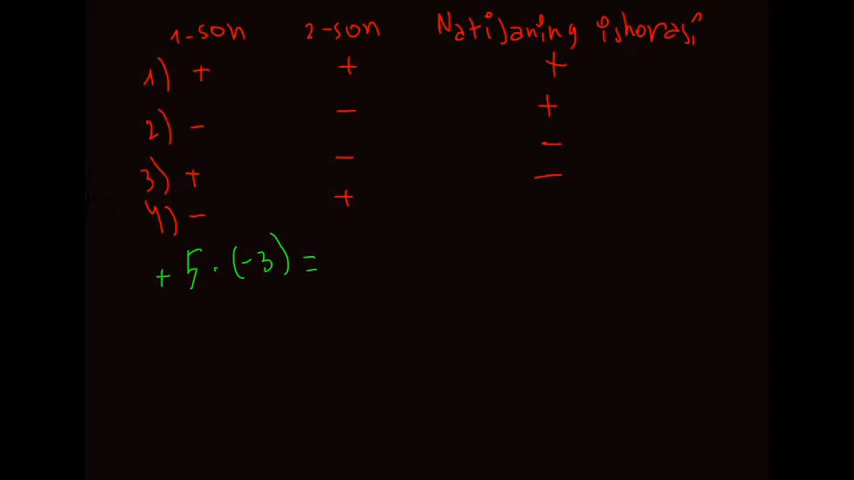 1-son 2-son Natijaning ishorasi
1) + + +
2) - - +
3) + - -
4) - + -
+ 5 · (-3) =